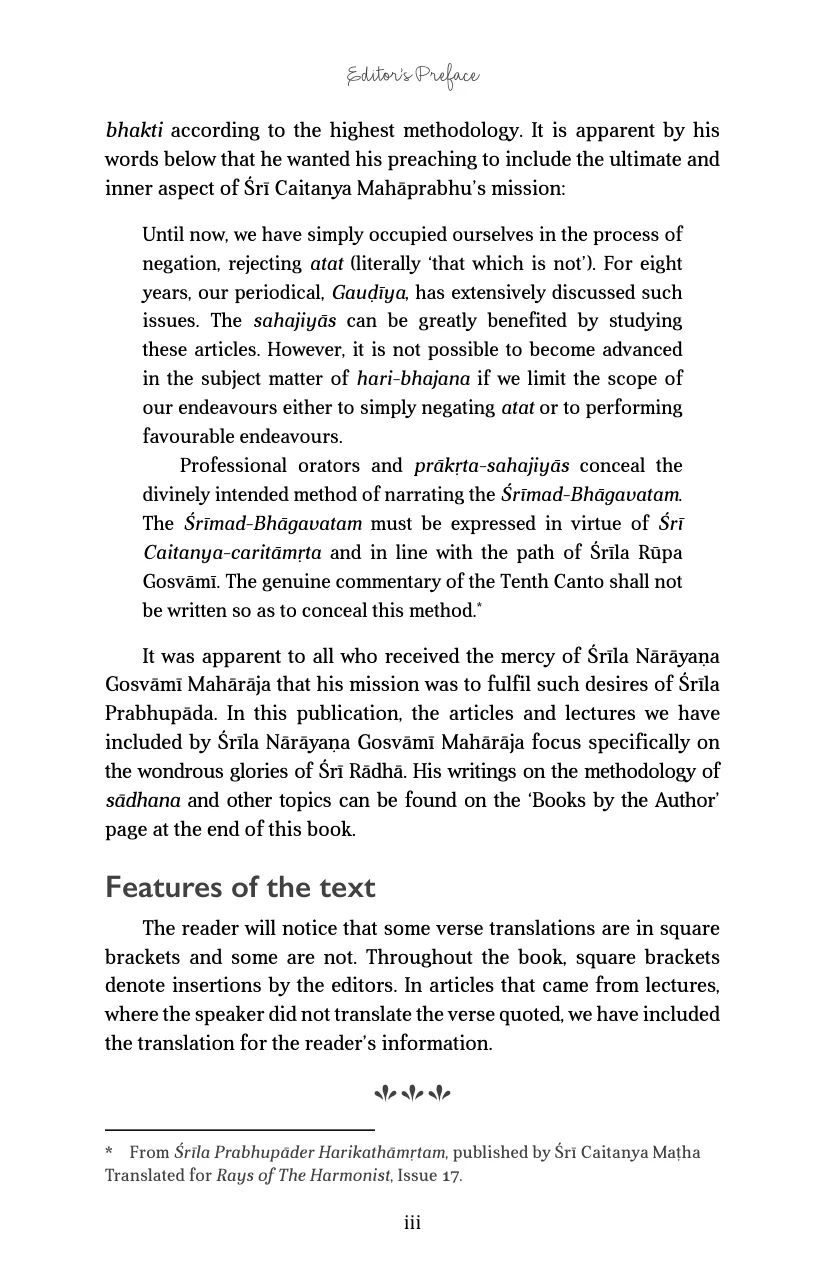 Editor's Preface
bhakti according to the highest methodology. It is apparent by his
words below that he wanted his preaching to include the ultimate and
inner aspect of Śrī Caitanya Mahāprabhu’s mission:
Until now, we have simply occupied ourselves in the process of
negation, rejecting atat (literally ‘that which is not’). For eight
years, our periodical, Gauḍīya, has extensively discussed such
issues. The sahajiyās can be greatly benefited by studying
these articles. However, it is not possible to become advanced
in the subject matter of hari-bhajana if we limit the scope of
our endeavours either to simply negating atat or to performing
favourable endeavours.
Professional orators and prākṛta-sahajiyās conceal the
divinely intended method of narrating the Śrīmad-Bhāgavatam.
The Śrīmad-Bhāgavatam must be expressed in virtue of Śrī
Caitanya-caritāmṛta and in line with the path of Śrīla Rūpa
Gosvāmī. The genuine commentary of the Tenth Canto shall not
be written so as to conceal this method.*
It was apparent to all who received the mercy of Śrīla Nārāyaṇa
Gosvāmī Mahārāja that his mission was to fulfil such desires of Śrīla
Prabhupāda. In this publication, the articles and lectures we have
included by Śrīla Nārāyaṇa Gosvāmī Mahārāja focus specifically on
the wondrous glories of Śrī Rādhā. His writings on the methodology of
sādhana and other topics can be found on the ‘Books by the Author’
page at the end of this book.
Features of the text
The reader will notice that some verse translations are in square
brackets and some are not. Throughout the book, square brackets
denote insertions by the editors. In articles that came from lectures,
where the speaker did not translate the verse quoted, we have included
the translation for the reader’s information.
* From Śrīla Prabhupāder Harikathāmṛtam, published by Śrī Caitanya Maṭha
Translated for Rays of The Harmonist, Issue 17.
iii